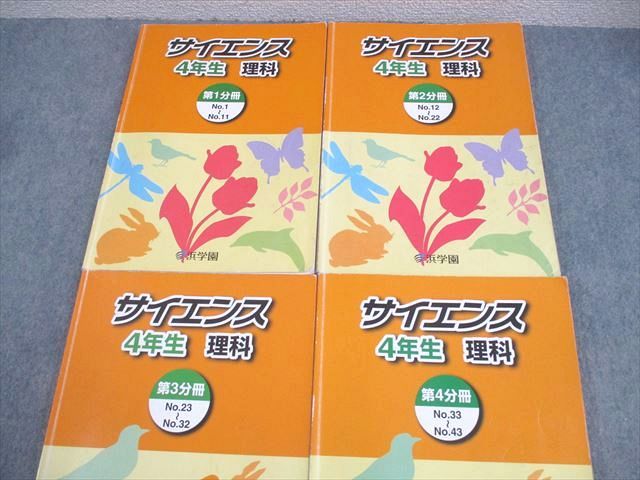 サイエンス
4年生 理科
第1分冊
No.1
～
No.11
浜学園
サイエンス
4年生 理科
第2分冊
No.12
～
No.22
浜学園
サイエンス
4年生 理科
第3分冊
No.23
～
No.32
サイエンス
4年生 理科
第4分冊
No.33
～
No.43